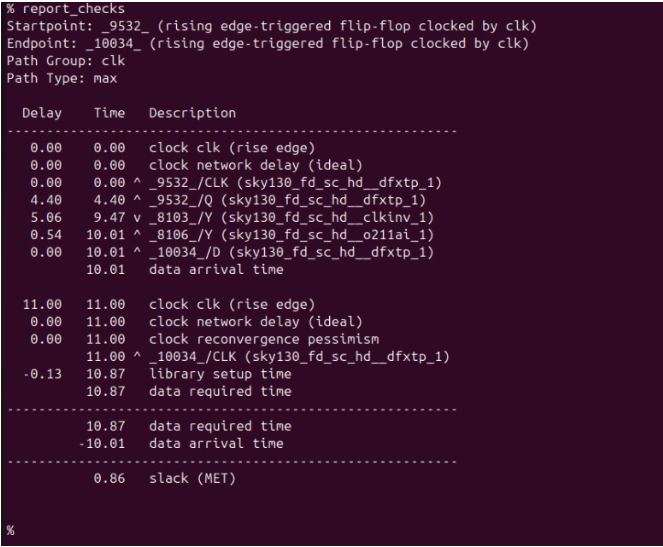 % report_checks
Startpoint: _9532_ (rising edge-triggered flip-flop clocked by clk)
Endpoint: _10034_ (rising edge-triggered flip-flop clocked by clk)
Path Group: clk
Path Type: max
  Delay    Time   Description
-----------------------------------------------------------
   0.00    0.00   clock clk (rise edge)
   0.00    0.00   clock network delay (ideal)
   0.00    0.00 ^ _9532_/CLK (sky130_fd_sc_hd__dfxtp_1)
   4.40    4.40 ^ _9532_/Q (sky130_fd_sc_hd__dfxtp_1)
   5.06    9.47 v _8103_/Y (sky130_fd_sc_hd__clkinv_1)
   0.54   10.01 ^ _8106_/Y (sky130_fd_sc_hd__o211ai_1)
   0.00   10.01 ^ _10034_/D (sky130_fd_sc_hd__dfxtp_1)
          10.01   data arrival time
  11.00   11.00   clock clk (rise edge)
   0.00   11.00   clock network delay (ideal)
   0.00   11.00   clock reconvergence pessimism
          11.00 ^ _10034_/CLK (sky130_fd_sc_hd__dfxtp_1)
  -0.13   10.87   library setup time
          10.87   data required time
-----------------------------------------------------------
          10.87   data required time
         -10.01   data arrival time
-----------------------------------------------------------
           0.86   slack (MET)
%